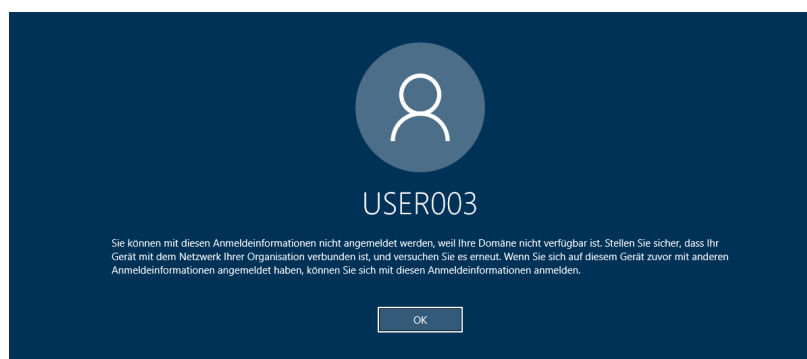 USER003
Sie können mit diesen Anmeldeinformationen nicht angemeldet werden, weil Ihre Domäne nicht verfügbar ist. Stellen Sie sicher, dass Ihr
Gerät mit dem Netzwerk Ihrer Organisation verbunden ist, und versuchen Sie es erneut. Wenn Sie sich auf diesem Gerät zuvor mit anderen
Anmeldeinformationen angemeldet haben, können Sie sich mit diesen Anmeldeinformationen anmelden.
OK